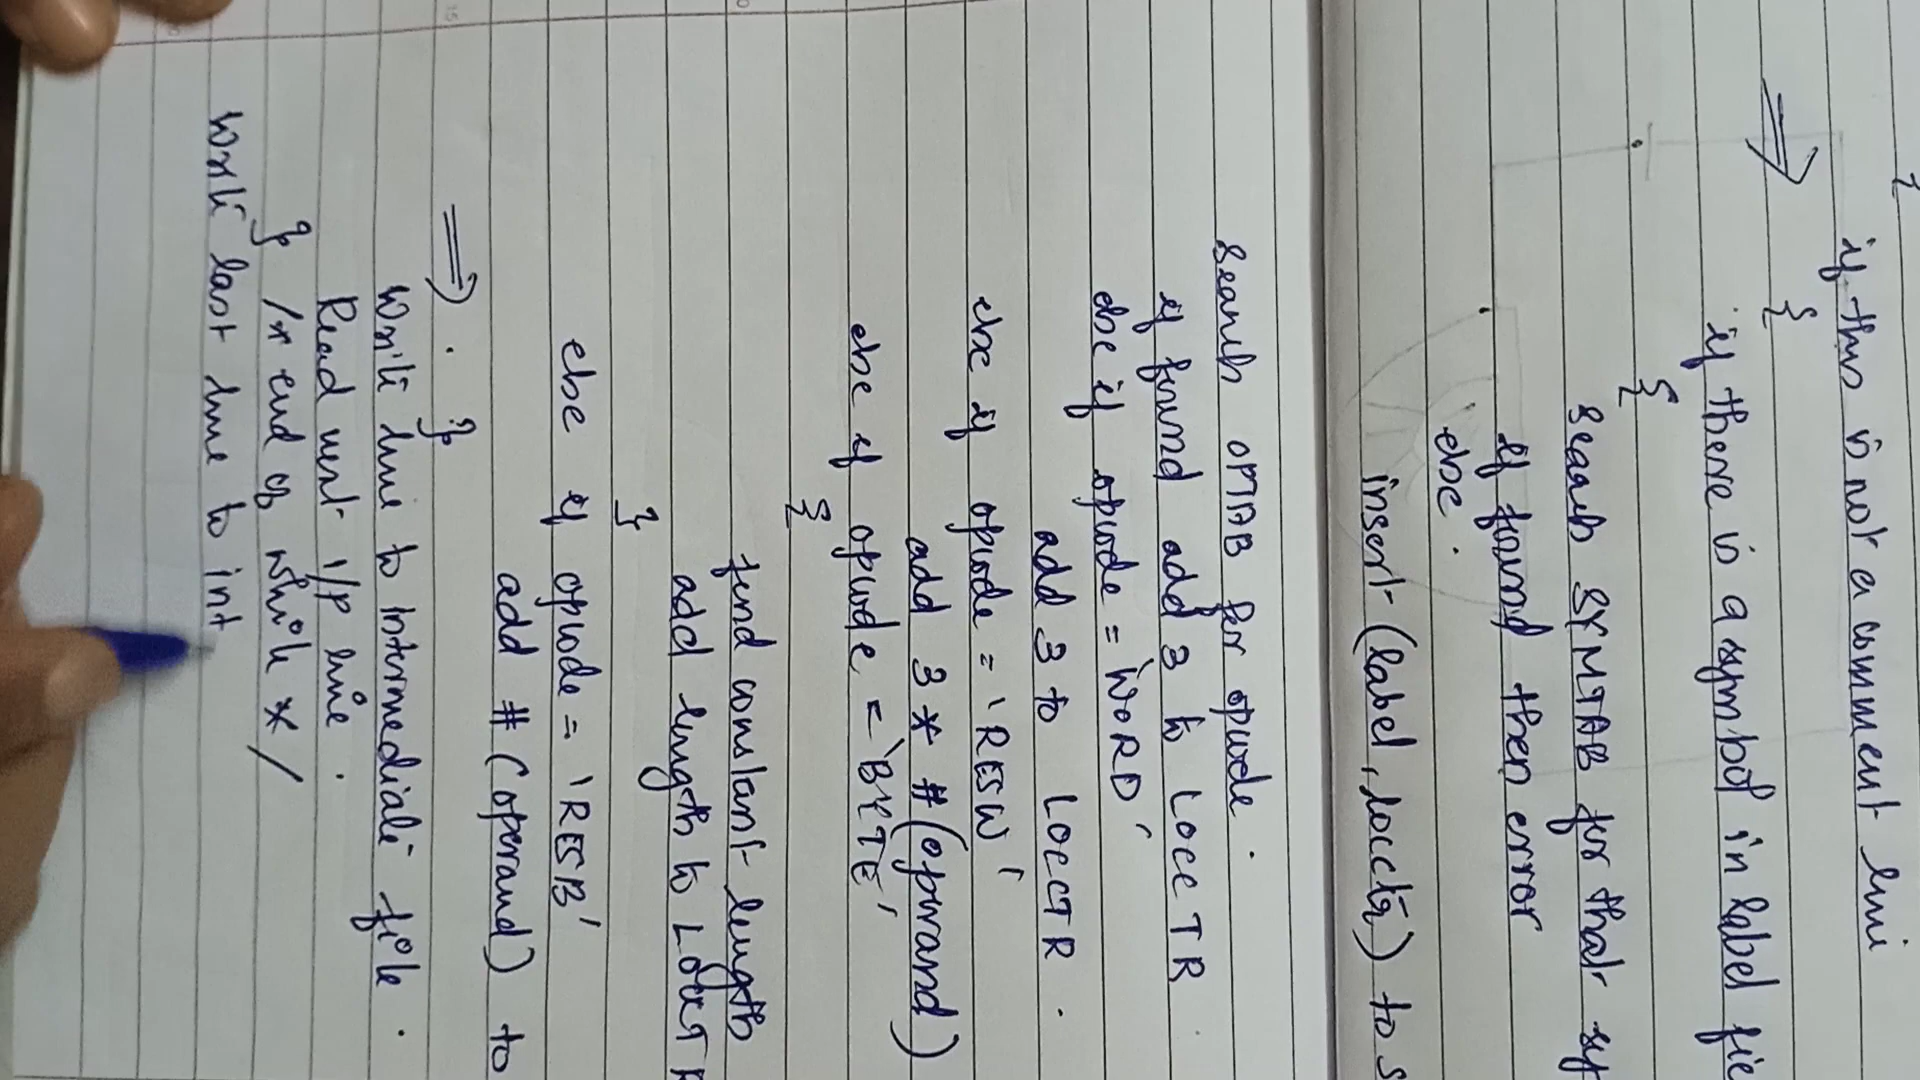 if this is not a comment line
{
if there is a symbol in label fie
{
search SYMTAB for that sy
if found then error
else.
insert (label, locctr) to S
search OPTAB for opcode.
if found add 3 to LOCCTR.
else if opcode = 'WORD'
add 3 to LOCCTR.
else if opcode = 'RESW'
add 3 * #(operand)
else if opcode = 'BYTE'
{
find constant length
add length to LOCCTR
}
else if opcode = 'RESB'
add #(operand) to
}
Write line to intermediate file.
Read next i/p line.
} /* end of while */
Write last line to int